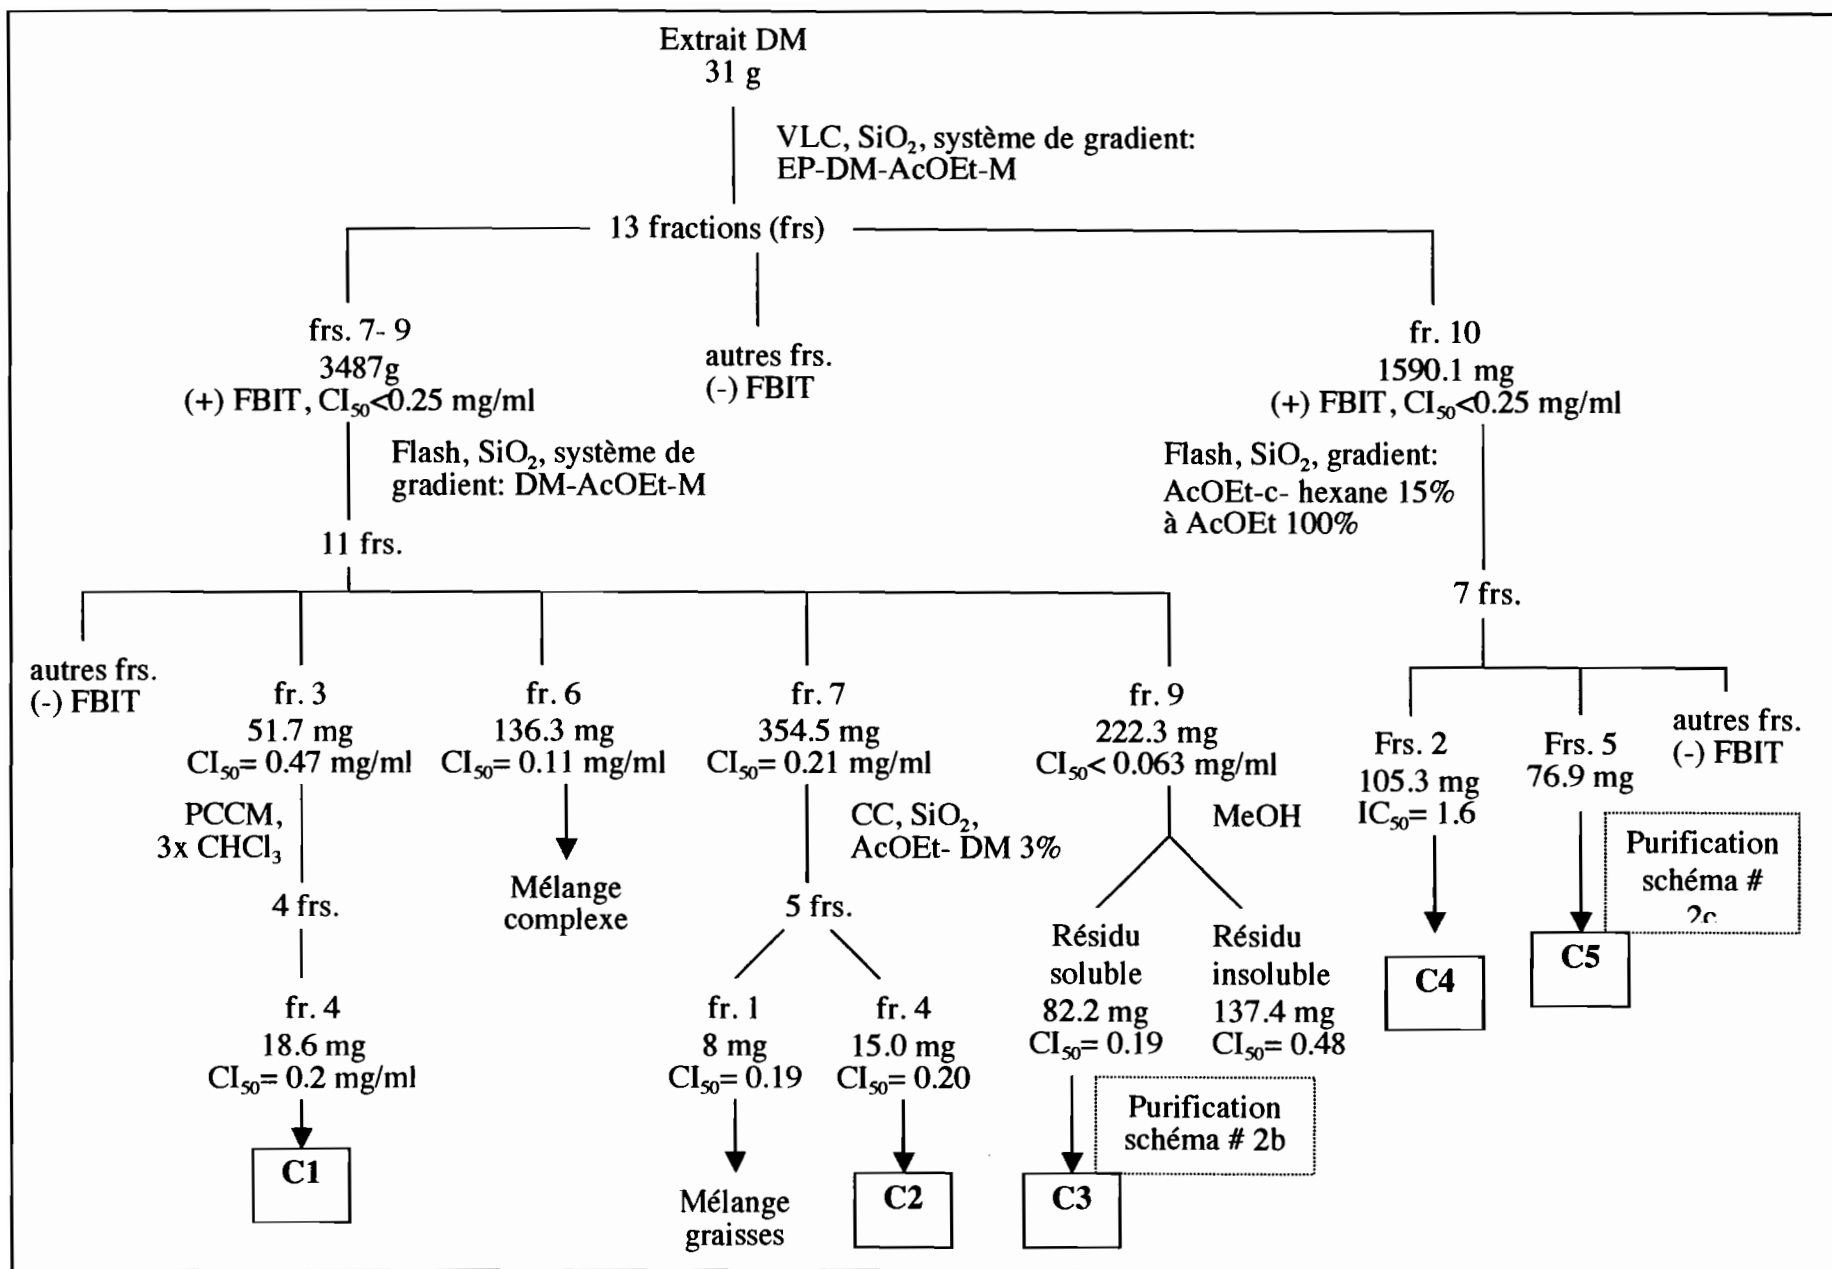 Extrait DM
31 g
VLC, SiO₂, système de gradient:
EP-DM-AcOEt-M
13 fractions (frs)
frs. 7- 9
3487g
(+) FBIT, CI₅₀<0.25 mg/ml
autres frs.
(-) FBIT
fr. 10
1590.1 mg
(+) FBIT, CI₅₀<0.25 mg/ml
Flash, SiO₂, système de
gradient: DM-AcOEt-M
Flash, SiO₂, gradient:
AcOEt-c- hexane 15%
à AcOEt 100%
11 frs.
7 frs.
autres frs.
(-) FBIT
fr. 3
51.7 mg
CI₅₀= 0.47 mg/ml
fr. 6
136.3 mg
CI₅₀= 0.11 mg/ml
fr. 7
354.5 mg
CI₅₀= 0.21 mg/ml
fr. 9
222.3 mg
CI₅₀< 0.063 mg/ml
Frs. 2
105.3 mg
IC₅₀= 1.6
Frs. 5
76.9 mg
autres frs.
(-) FBIT
PCCM,
3x CHCl₃
CC, SiO₂,
AcOEt- DM 3%
MeOH
Purification
schéma #
2c
4 frs.
Mélange
complexe
5 frs.
Résidu
soluble
82.2 mg
CI₅₀= 0.19
Résidu
insoluble
137.4 mg
CI₅₀= 0.48
C4
C5
fr. 4
18.6 mg
CI₅₀= 0.2 mg/ml
fr. 1
8 mg
CI₅₀= 0.19
fr. 4
15.0 mg
CI₅₀= 0.20
Purification
schéma # 2b
C1
Mélange
graisses
C2
C3